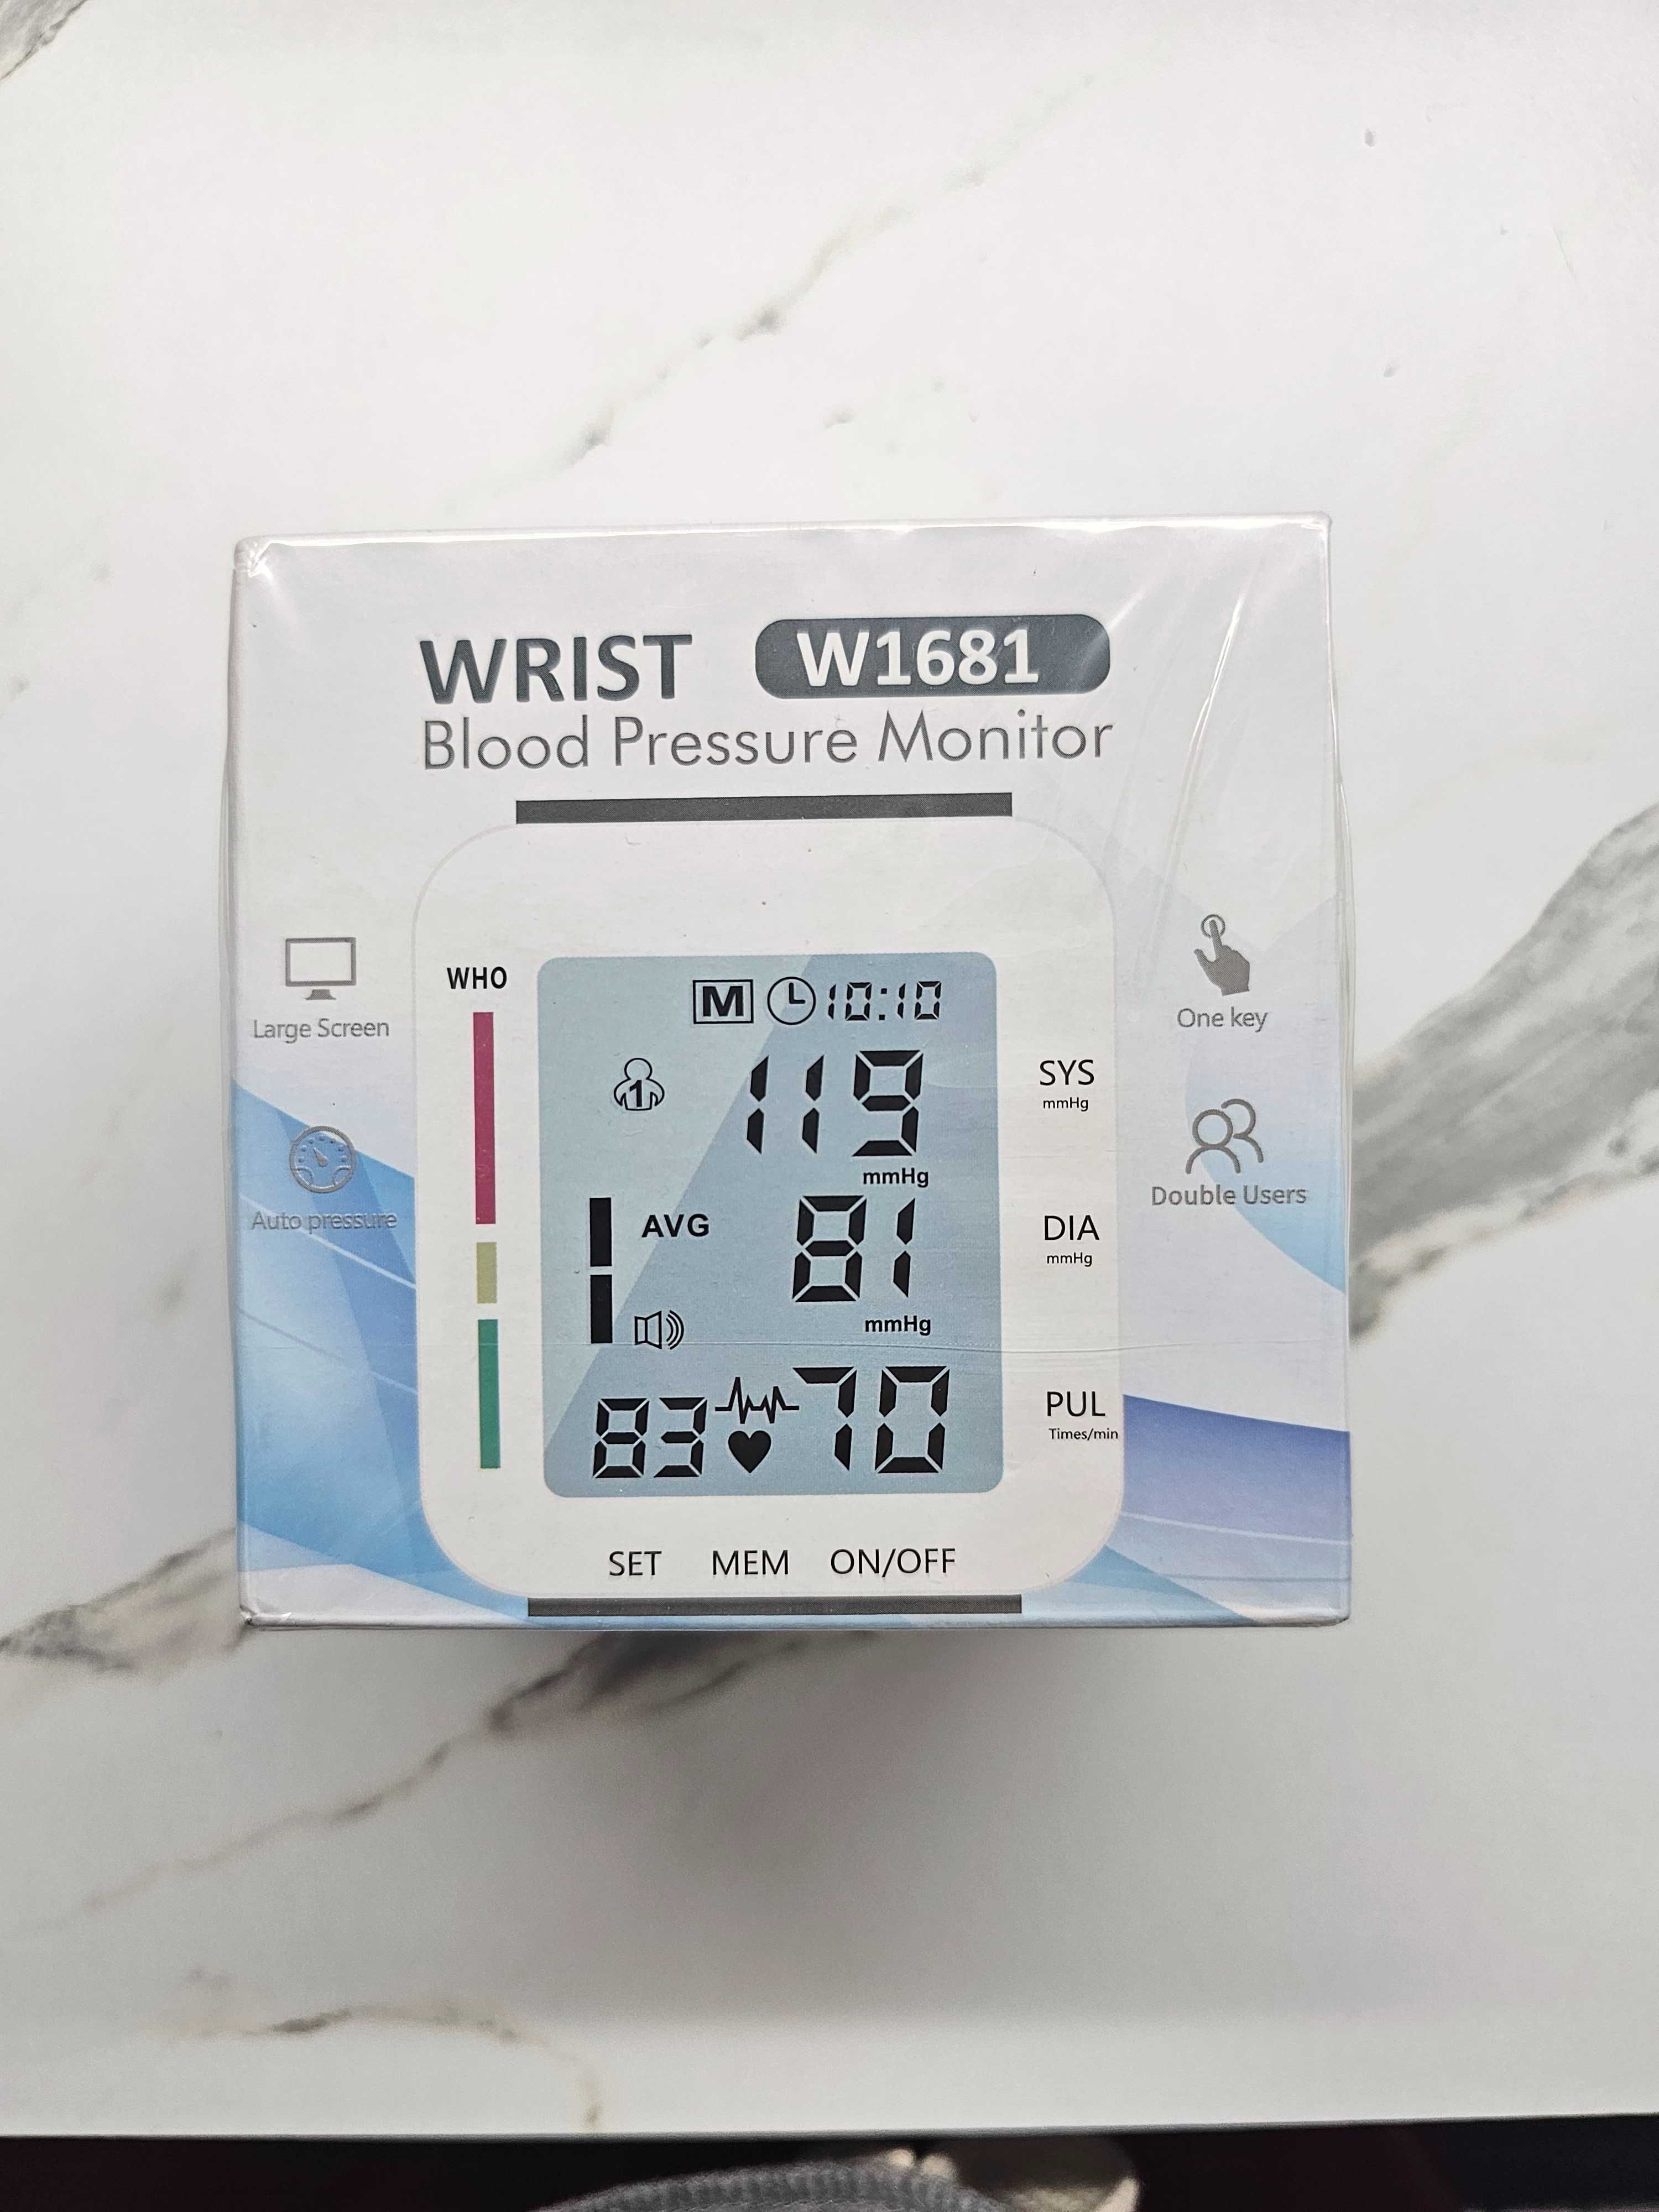 WRIST W1681
Blood Pressure Monitor
WHO
M 10:10
Large Screen
One key
1
119
SYS
mmHg
mmHg
Auto pressure
Double Users
AVG
81
DIA
mmHg
mmHg
83
70
PUL
Times/min
SET MEM ON/OFF